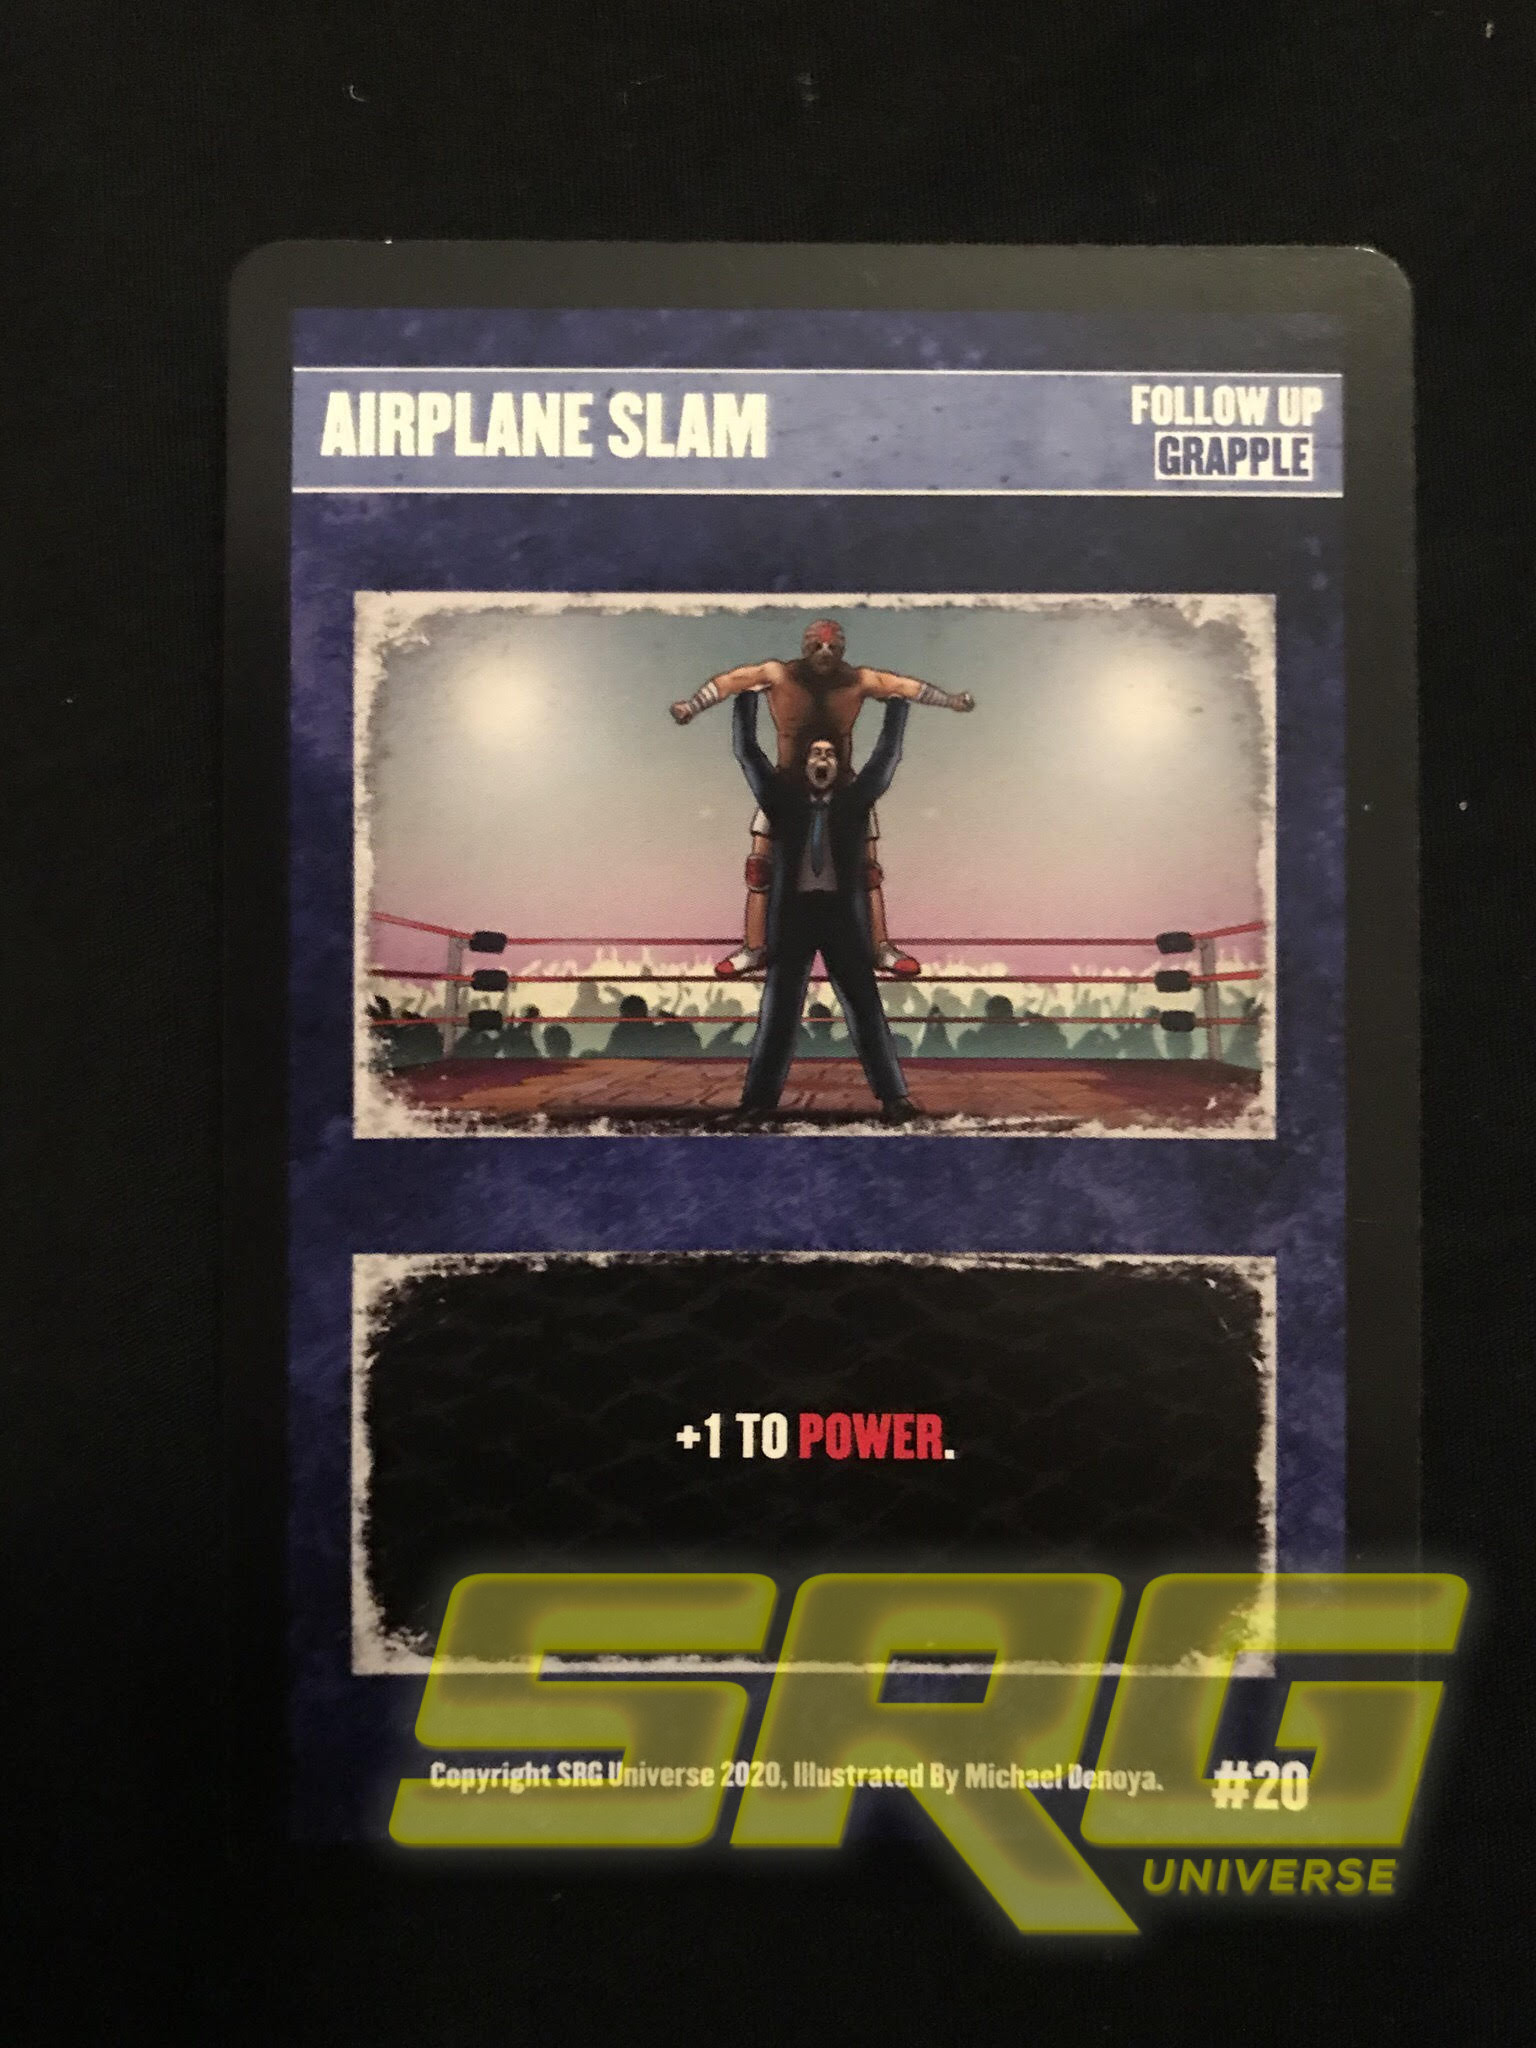 AIRPLANE SLAM
FOLLOW UP
GRAPPLE
+1 TO POWER.
Copyright SRG Universe 2020, Illustrated By Michael Denoya.
#20
SRG
UNIVERSE